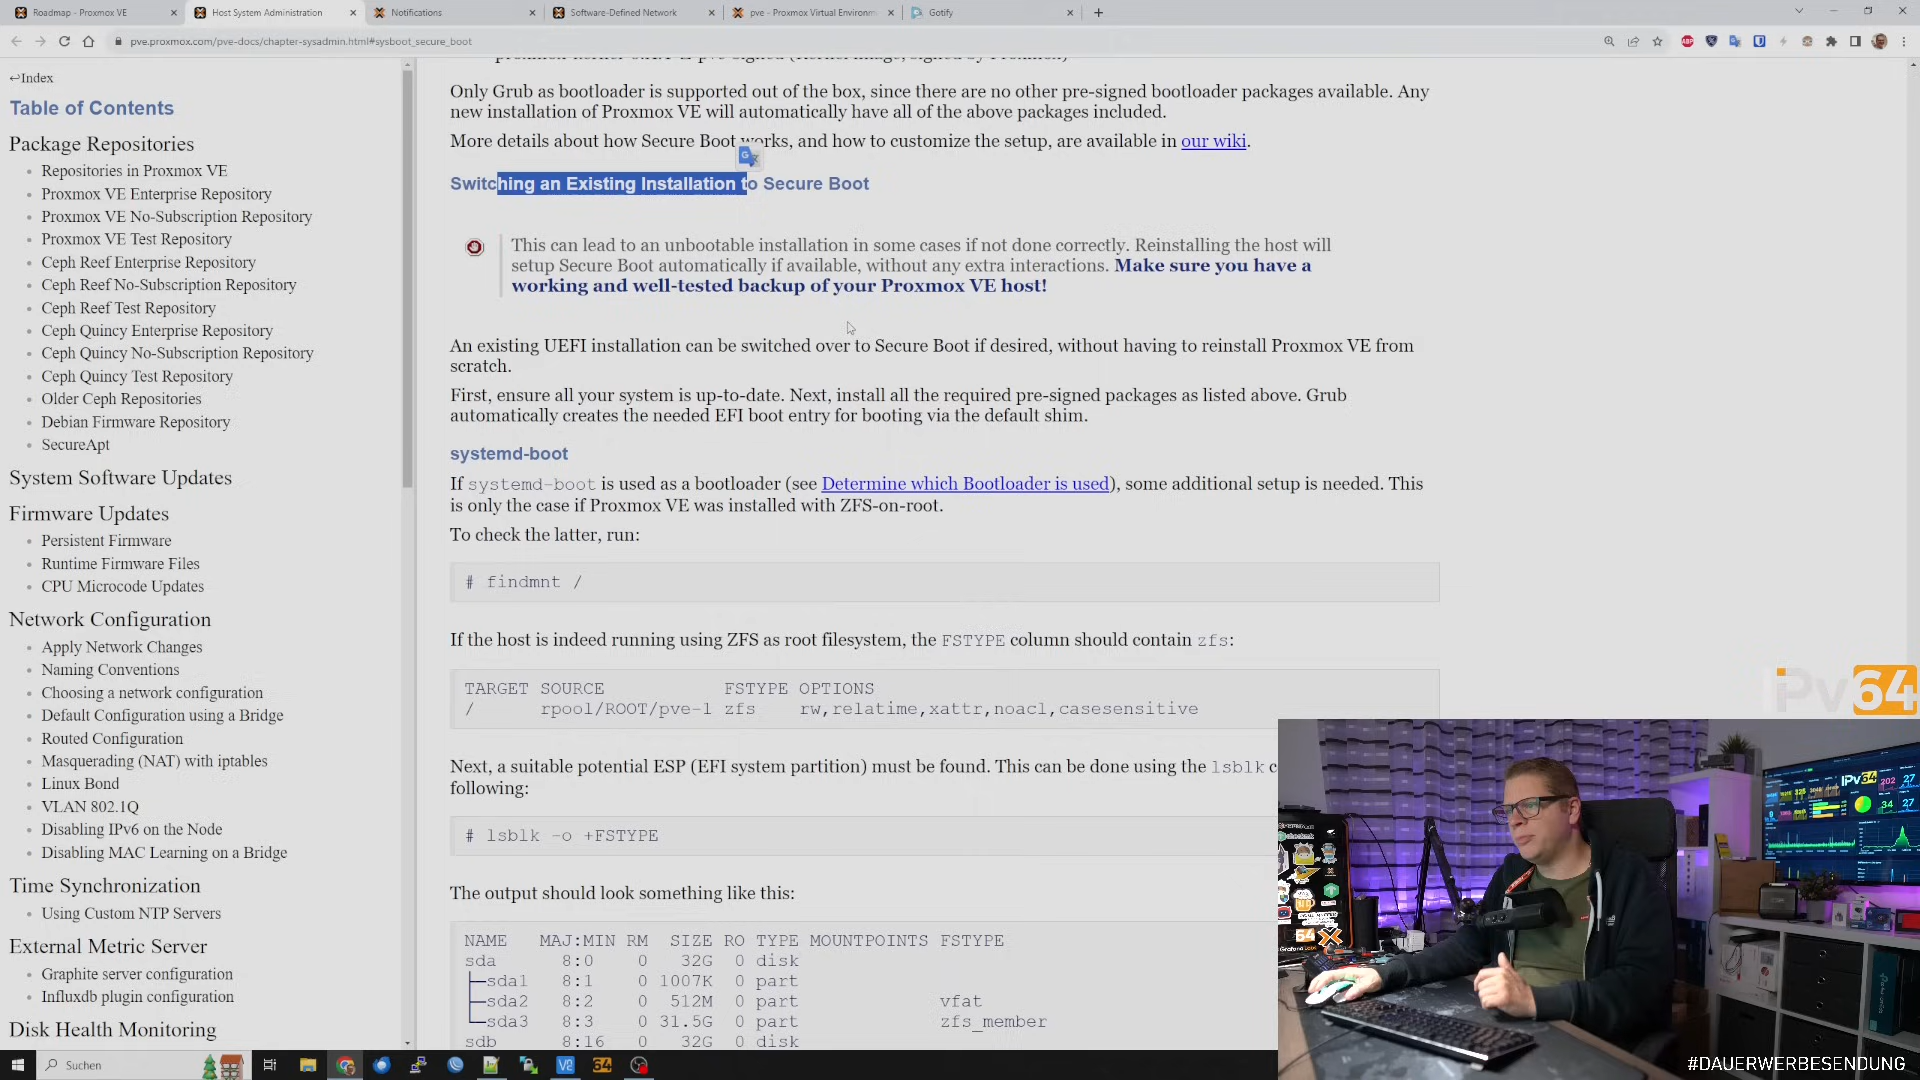 Roadmap - Proxmox VE
Host System Administration
Notifications
Software-Defined Network
pve - Proxmox Virtual Environm
Gotify
pve.proxmox.com/pve-docs/chapter-sysadmin.html#sysboot_secure_boot
↩Index
Table of Contents
Package Repositories
Repositories in Proxmox VE
Proxmox VE Enterprise Repository
Proxmox VE No-Subscription Repository
Proxmox VE Test Repository
Ceph Reef Enterprise Repository
Ceph Reef No-Subscription Repository
Ceph Reef Test Repository
Ceph Quincy Enterprise Repository
Ceph Quincy No-Subscription Repository
Ceph Quincy Test Repository
Older Ceph Repositories
Debian Firmware Repository
SecureApt
System Software Updates
Firmware Updates
Persistent Firmware
Runtime Firmware Files
CPU Microcode Updates
Network Configuration
Apply Network Changes
Naming Conventions
Choosing a network configuration
Default Configuration using a Bridge
Routed Configuration
Masquerading (NAT) with iptables
Linux Bond
VLAN 802.1Q
Disabling IPv6 on the Node
Disabling MAC Learning on a Bridge
Time Synchronization
Using Custom NTP Servers
External Metric Server
Graphite server configuration
Influxdb plugin configuration
Disk Health Monitoring
Only Grub as bootloader is supported out of the box, since there are no other pre-signed bootloader packages available. Any
new installation of Proxmox VE will automatically have all of the above packages included.
More details about how Secure Boot works, and how to customize the setup, are available in our wiki.
Switching an Existing Installation to Secure Boot
This can lead to an unbootable installation in some cases if not done correctly. Reinstalling the host will
setup Secure Boot automatically if available, without any extra interactions. Make sure you have a
working and well-tested backup of your Proxmox VE host!
An existing UEFI installation can be switched over to Secure Boot if desired, without having to reinstall Proxmox VE from
scratch.
First, ensure all your system is up-to-date. Next, install all the required pre-signed packages as listed above. Grub
automatically creates the needed EFI boot entry for booting via the default shim.
systemd-boot
If systemd-boot is used as a bootloader (see Determine which Bootloader is used), some additional setup is needed. This
is only the case if Proxmox VE was installed with ZFS-on-root.
To check the latter, run:
# findmnt /
If the host is indeed running using ZFS as root filesystem, the FSTYPE column should contain zfs:
TARGET SOURCE FSTYPE OPTIONS
/ rpool/ROOT/pve-1 zfs rw,relatime,xattr,noacl,casesensitive
Next, a suitable potential ESP (EFI system partition) must be found. This can be done using the lsblk c
following:
# lsblk -o +FSTYPE
The output should look something like this:
NAME MAJ:MIN RM SIZE RO TYPE MOUNTPOINTS FSTYPE
sda 8:0 0 32G 0 disk
├─sda1 8:1 0 1007K 0 part
├─sda2 8:2 0 512M 0 part vfat
└─sda3 8:3 0 31.5G 0 part zfs_member
sdb 8:16 0 32G 0 disk
IPv64
IPv64
202
27
34
27
64
Suchen
V2
64
#DAUERWERBESENDUNG